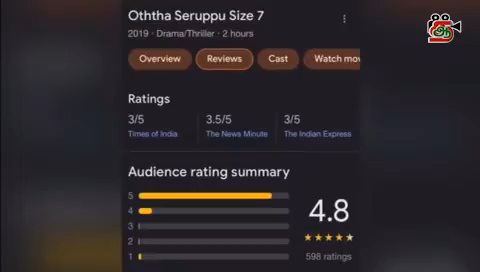 Oththa Seruppu Size 7
2019 · Drama/Thriller · 2 hours
Overview
Reviews
Cast
Ratings
3/5
3.5/5
3/5
Times of India
The News Minute
The Indian Express
Audience rating summary
5
4
3
2
1
4.8
598 ratings